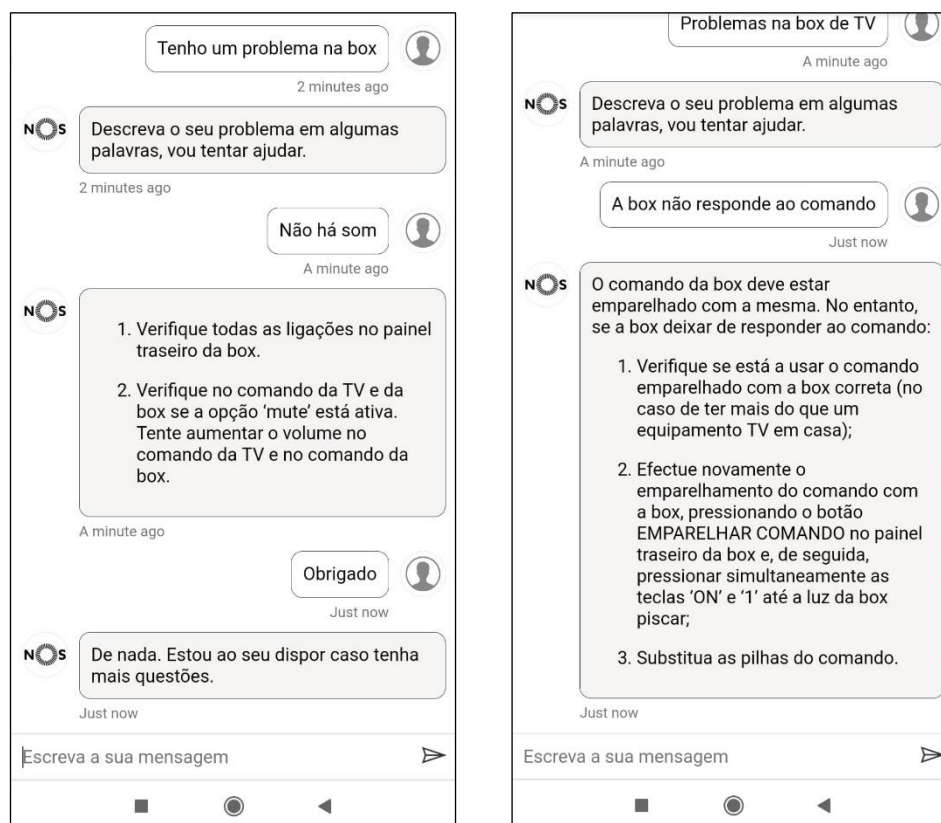 Tenho um problema na box
2 minutes ago
NOS
Descreva o seu problema em algumas
palavras, vou tentar ajudar.
2 minutes ago
Não há som
A minute ago
NOS
1. Verifique todas as ligações no painel
traseiro da box.
2. Verifique no comando da TV e da
box se a opção 'mute' está ativa.
Tente aumentar o volume no
comando da TV e no comando da
box.
A minute ago
Obrigado
Just now
NOS
De nada. Estou ao seu dispor caso tenha
mais questões.
Just now
Escreva a sua mensagem
Problemas na box de TV
A minute ago
NOS
Descreva o seu problema em algumas
palavras, vou tentar ajudar.
A minute ago
A box não responde ao comando
Just now
NOS
O comando da box deve estar
emparelhado com a mesma. No entanto,
se a box deixar de responder ao comando:
1. Verifique se está a usar o comando
emparelhado com a box correta (no
caso de ter mais do que um
equipamento TV em casa);
2. Efectue novamente o
emparelhamento do comando com
a box, pressionando o botão
EMPARELHAR COMANDO no painel
traseiro da box e, de seguida,
pressionar simultaneamente as
teclas 'ON' e '1' até a luz da box
piscar;
3. Substitua as pilhas do comando.
Just now
Escreva a sua mensagem